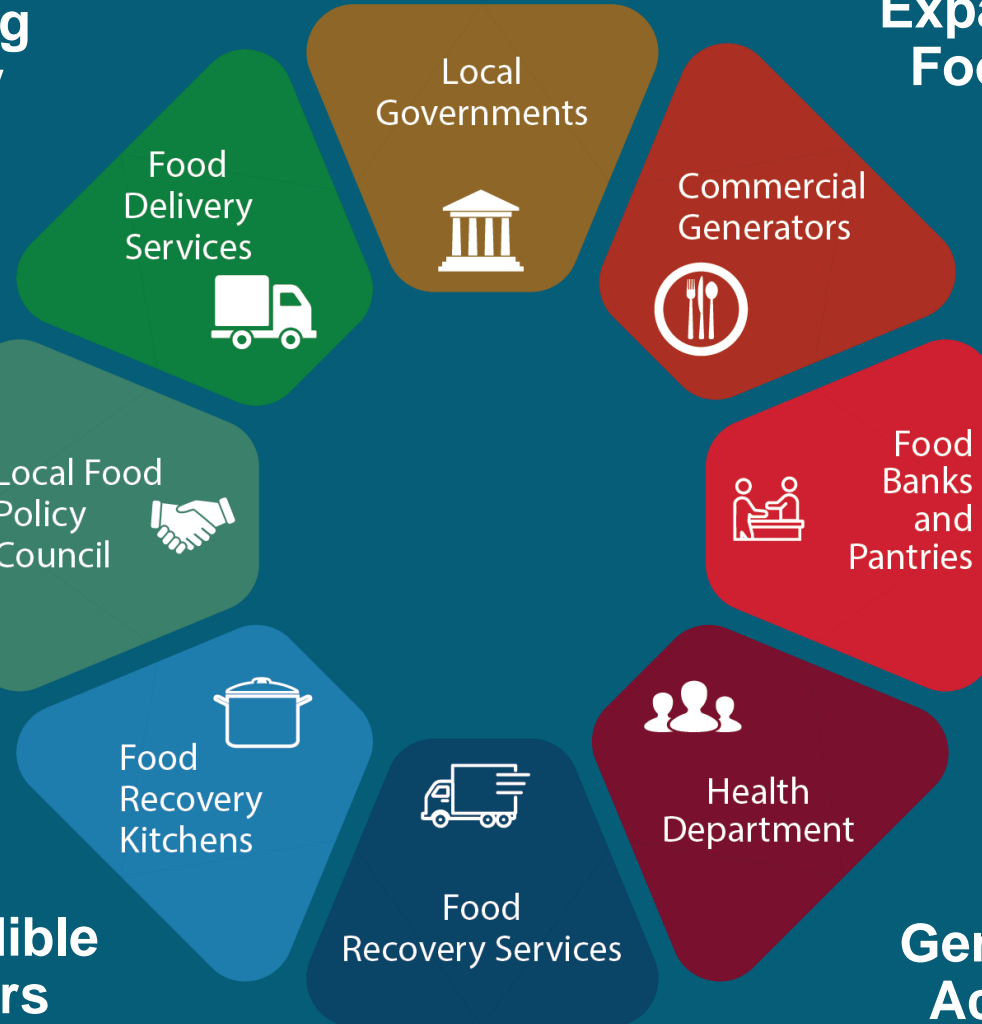 Local
Governments
Commercial
Generators
Food
Banks
and
Pantries
Health
Department
Food
Recovery Services
Food
Recovery
Kitchens
Local Food
Policy
Council
Food
Delivery
Services